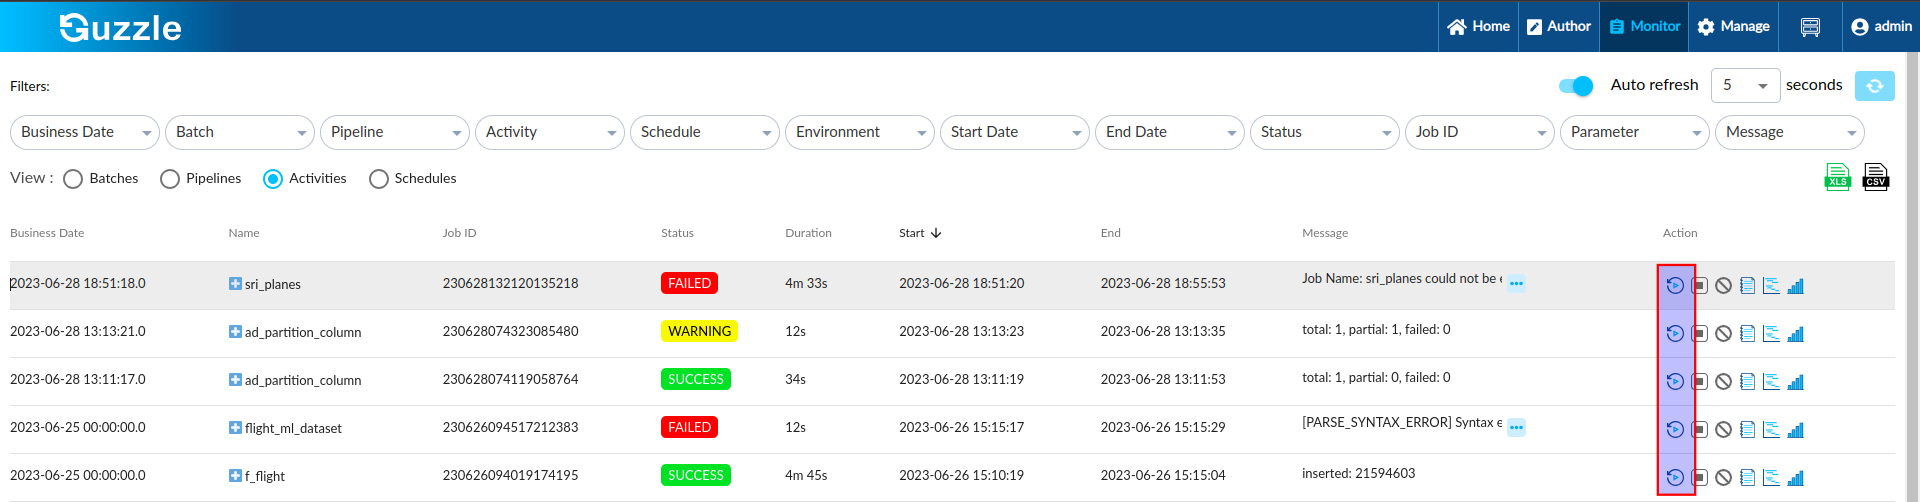 Guzzle Home Author Monitor Manage admin
Filters: Auto refresh 5 seconds
Business Date Batch Pipeline Activity Schedule Environment Start Date End Date Status Job ID Parameter Message
View : Batches Pipelines Activities Schedules XLS CSV
Business Date Name Job ID Status Duration Start End Message Action
2023-06-28 18:51:18.0 sri_planes 230628132120135218 FAILED 4m 33s 2023-06-28 18:51:20 2023-06-28 18:55:53 Job Name: sri_planes could not be ...
2023-06-28 13:13:21.0 ad_partition_column 230628074323085480 WARNING 12s 2023-06-28 13:13:23 2023-06-28 13:13:35 total: 1, partial: 1, failed: 0
2023-06-28 13:11:17.0 ad_partition_column 230628074119058764 SUCCESS 34s 2023-06-28 13:11:19 2023-06-28 13:11:53 total: 1, partial: 0, failed: 0
2023-06-25 00:00:00.0 flight_ml_dataset 230626094517212383 FAILED 12s 2023-06-26 15:15:17 2023-06-26 15:15:29 [PARSE_SYNTAX_ERROR] Syntax e ...
2023-06-25 00:00:00.0 f_flight 230626094019174195 SUCCESS 4m 45s 2023-06-26 15:10:19 2023-06-26 15:15:04 inserted: 21594603